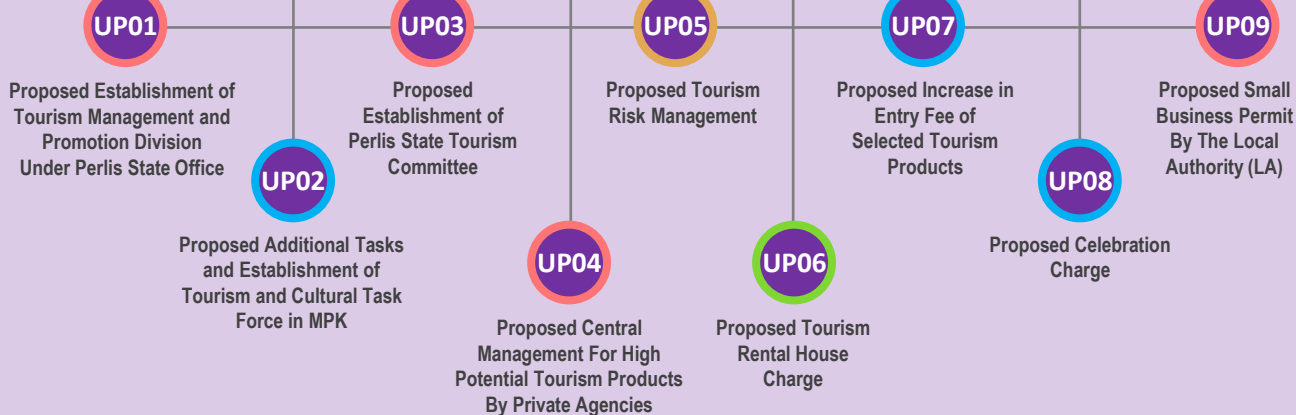 UP01
Proposed Establishment of
Tourism Management and
Promotion Division
Under Perlis State Office
UP02
Proposed Additional Tasks
and Establishment of
Tourism and Cultural Task
Force in MPK
UP03
Proposed
Establishment of
Perlis State Tourism
Committee
UP04
Proposed Central
Management For High
Potential Tourism Products
By Private Agencies
UP05
Proposed Tourism
Risk Management
UP06
Proposed Tourism
Rental House
Charge
UP07
Proposed Increase in
Entry Fee of
Selected Tourism
Products
UP08
Proposed Celebration
Charge
UP09
Proposed Small
Business Permit
By The Local
Authority (LA)